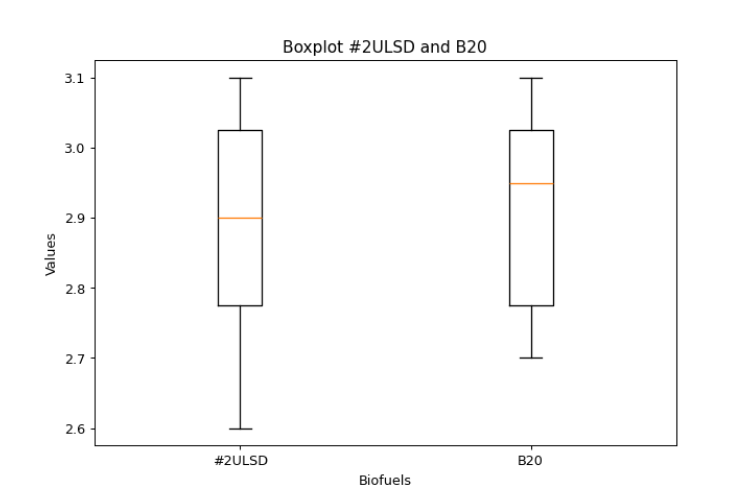 Boxplot #2ULSD and B20
3.1
3.0
2.9
2.8
2.7
2.6
Values
#2ULSD B20
Biofuels